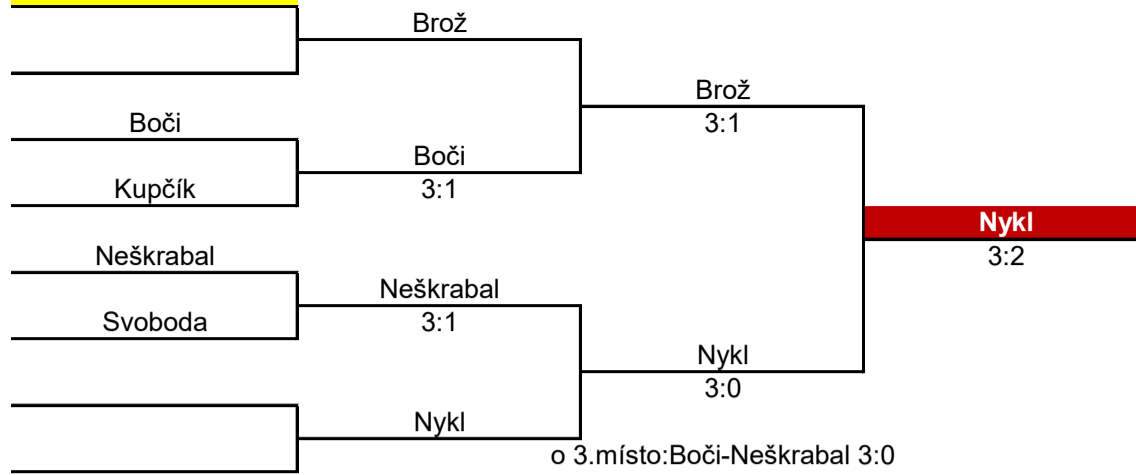 Brož
Brož
3:1
Boči
Boči
3:1
Kupčík
Nykl
3:2
Neškrabal
Neškrabal
3:1
Svoboda
Nykl
3:0
Nykl
o 3.místo:Boči-Neškrabal 3:0